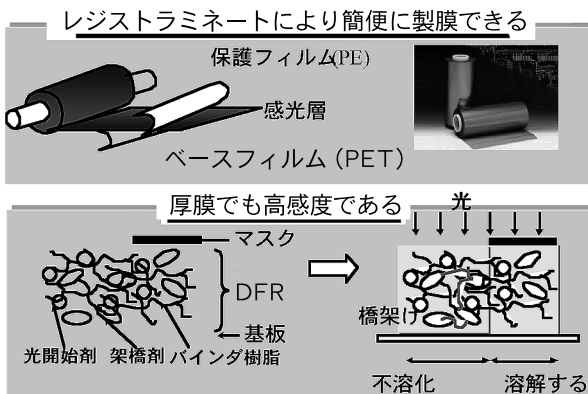 レジストラミネートにより簡便に製膜できる
保護フィルム(PE)
感光層
ベースフィルム(PET)
厚膜でも高感度である
光
マスク
DFR
橋架け
基板
光開始剤 架橋剤 バインダ樹脂
不溶化 溶解する